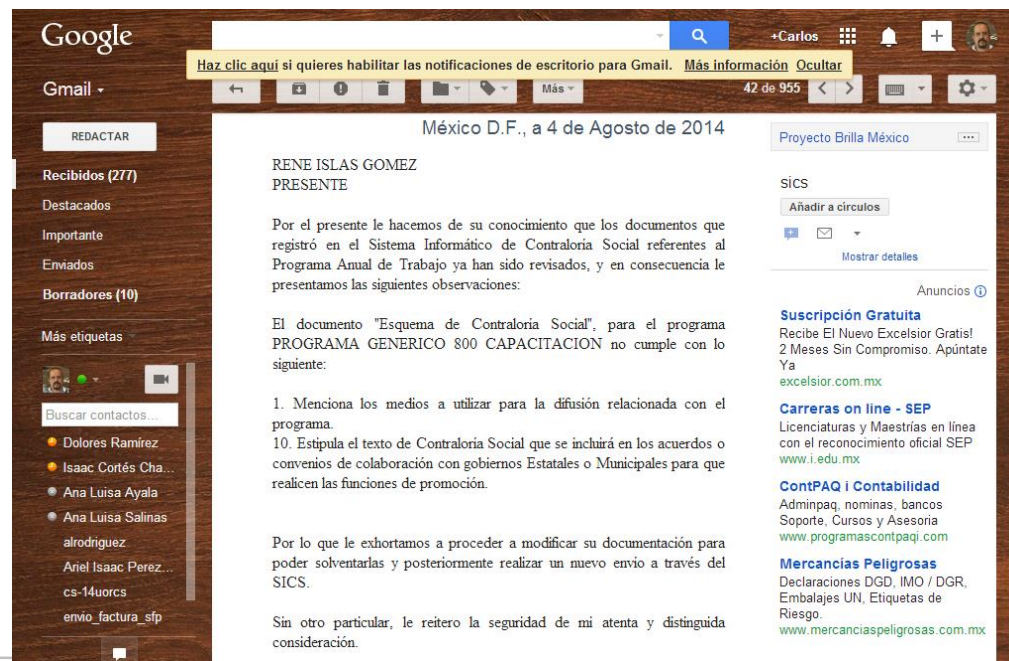 Google
+Carlos
Haz clic aquí si quieres habilitar las notificaciones de escritorio para Gmail. Más información Ocultar
Gmail
Más
42 de 955
REDACTAR
Recibidos (277)
Destacados
Importante
Enviados
Borradores (10)
Más etiquetas
Buscar contactos...
Dolores Ramírez
Isaac Cortés Cha...
Ana Luisa Ayala
Ana Luisa Salinas
alrodriguez
Ariel Isaac Perez...
cs-14uorcs
envio_factura_sfp
México D.F., a 4 de Agosto de 2014
RENE ISLAS GOMEZ
PRESENTE
Por el presente le hacemos de su conocimiento que los documentos que
registró en el Sistema Informático de Contraloria Social referentes al
Programa Anual de Trabajo ya han sido revisados, y en consecuencia le
presentamos las siguientes observaciones:
El documento "Esquema de Contraloría Social", para el programa
PROGRAMA GENERICO 800 CAPACITACION no cumple con lo
siguiente:
1. Menciona los medios a utilizar para la difusión relacionada con el
programa.
10. Estipula el texto de Contraloría Social que se incluirá en los acuerdos o
convenios de colaboración con gobiernos Estatales o Municipales para que
realicen las funciones de promoción.
Por lo que le exhortamos a proceder a modificar su documentación para
poder solventarlas y posteriormente realizar un nuevo envio a través del
SICS.
Sin otro particular, le reitero la seguridad de mi atenta y distinguida
consideración.
Proyecto Brilla México
sics
Añadir a círculos
Mostrar detalles
Anuncios
Suscripción Gratuita
Recibe El Nuevo Excelsior Gratis!
2 Meses Sin Compromiso. Apúntate
Ya
excelsior.com.mx
Carreras on line - SEP
Licenciaturas y Maestrías en línea
con el reconocimiento oficial SEP
www.i.edu.mx
ContPAQ i Contabilidad
Adminpaq, nominas, bancos
Soporte, Cursos y Asesoria
www.programascontpaqi.com
Mercancías Peligrosas
Declaraciones DGD, IMO / DGR,
Embalajes UN, Etiquetas de
Riesgo.
www.mercanciaspeligrosas.com.mx